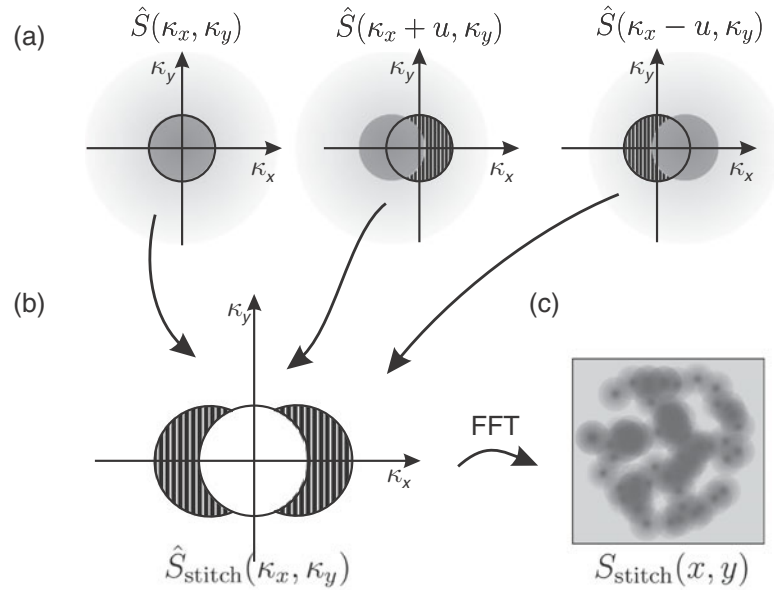 (a)
Ŝ(κx, κy) Ŝ(κx + u, κy) Ŝ(κx − u, κy)
κy κy κy
κx κx κx
(b) (c)
κy
FFT
κx
Ŝstitch(κx, κy) Sstitch(x, y)